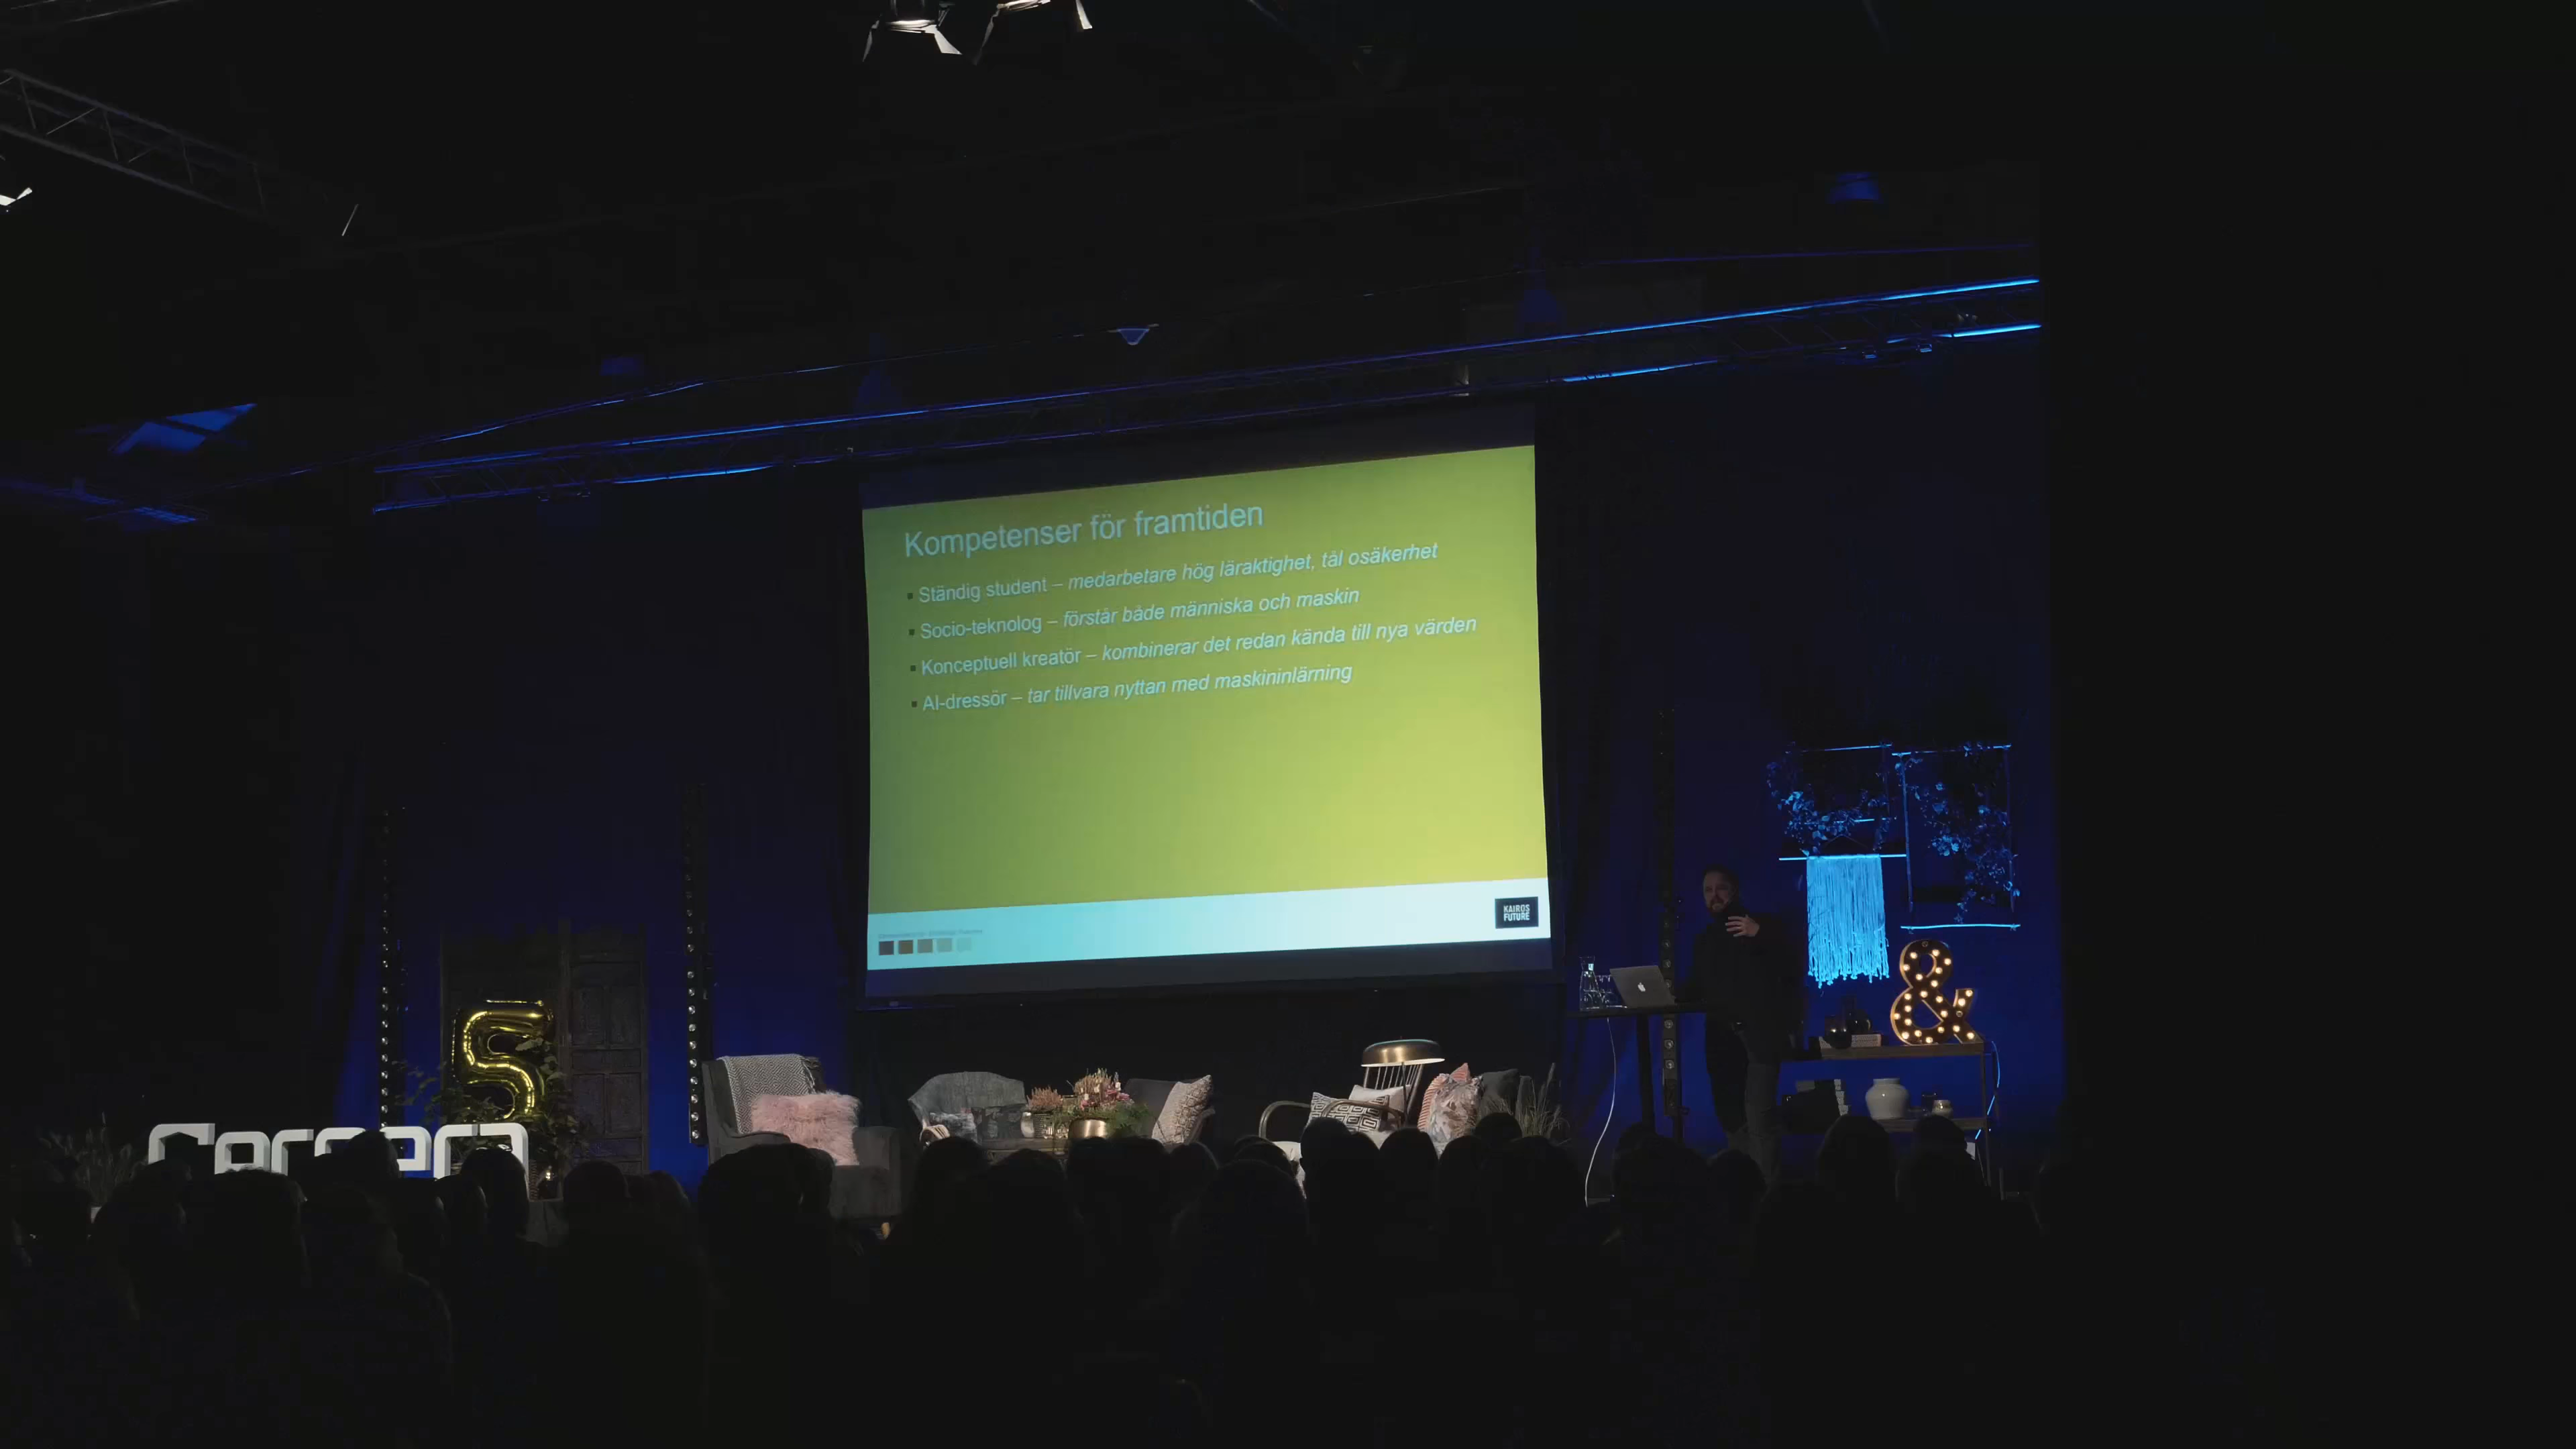 Kompetenser för framtiden
▪ Ständig student – medarbetare hög läraktighet, tål osäkerhet
▪ Socio-teknolog – förstår både människa och maskin
▪ Konceptuell kreatör – kombinerar det redan kända till nya värden
▪ AI-dressör – tar tillvara nyttan med maskininlärning
KAIROS
FUTURE
5
&